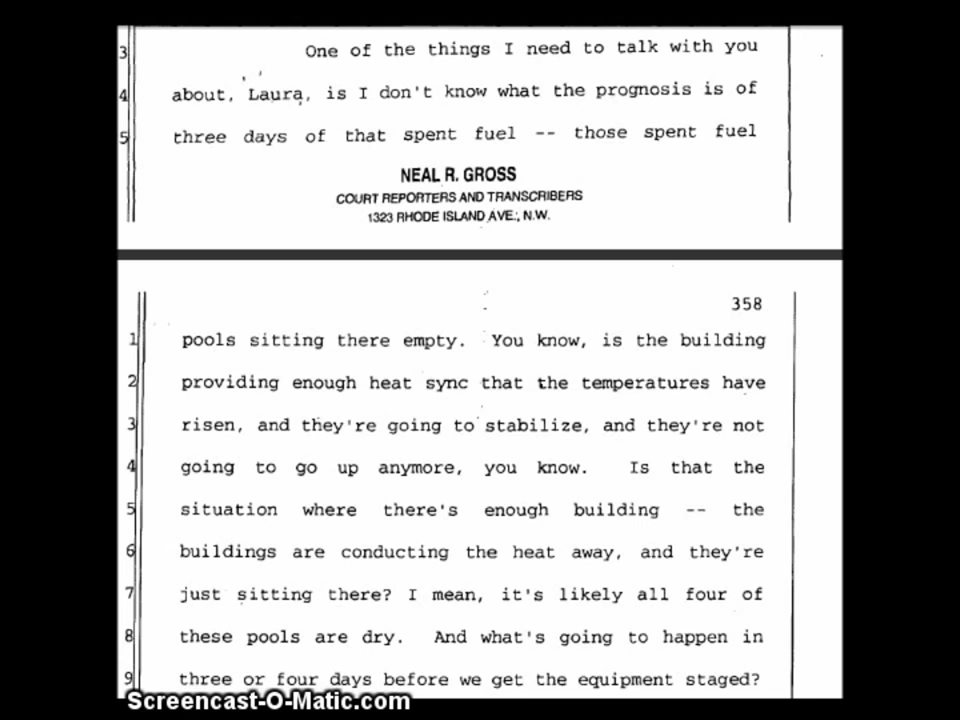 3 One of the things I need to talk with you
4 about, Laura, is I don't know what the prognosis is of
5 three days of that spent fuel -- those spent fuel
NEAL R. GROSS
COURT REPORTERS AND TRANSCRIBERS
1323 RHODE ISLAND AVE., N.W.
358
1 pools sitting there empty. You know, is the building
2 providing enough heat sync that the temperatures have
3 risen, and they're going to stabilize, and they're not
4 going to go up anymore, you know. Is that the
5 situation where there's enough building -- the
6 buildings are conducting the heat away, and they're
7 just sitting there? I mean, it's likely all four of
8 these pools are dry. And what's going to happen in
9 three or four days before we get the equipment staged?
Screencast-O-Matic.com